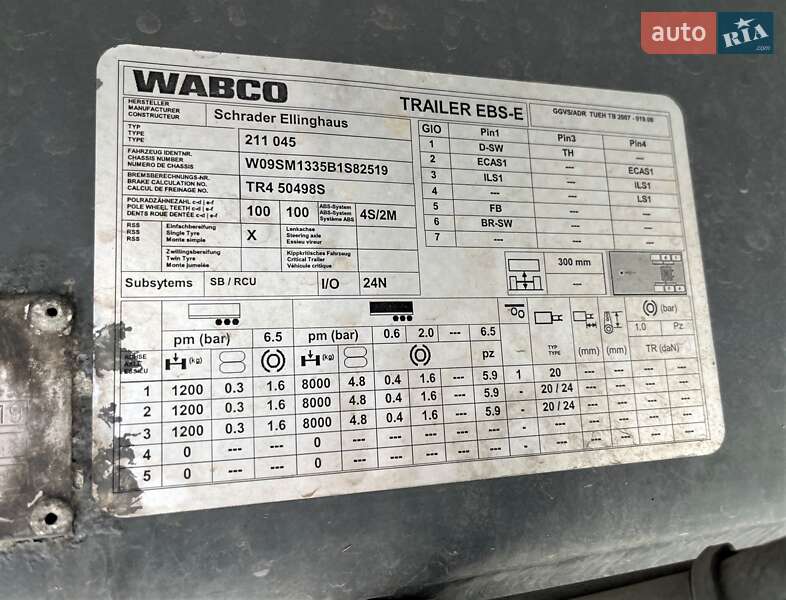 auto RIA .com
WABCO
TRAILER EBS-E
GGVS/ADR TUEH TB 2007 - 019.00
HERSTELLER
MANUFACTURER
CONSTRUCTEUR
Schrader Ellinghaus
TYP
TYPE
TYPE
211 045
FAHRZEUG IDENTNR.
CHASSIS NUMBER
NUMERO DE CHASSIS
W09SM1335B1S82519
BREMSBERECHNUNGS-NR.
BRAKE CALCULATION NO.
CALCUL DE FREINAGE NO.
TR4 50498S
POLRADZÄHNEZAHL c-d | e-f
POLE WHEEL TEETH c-d | e-f
DENTS ROUE DENTÉE c-d | e-f
100 100
ABS-System
ABS-System
Système ABS
4S/2M
RSS Einfachbereifung
RSS Single Tyre
RSS Monte simple
X
Lenkachse
Steering axle
Essieu vireur
Zwillingsbereifung
Twin Tyre
Monte jumelée
Kippkritisches Fahrzeug
Critical Trailer
Véhicule critique
Subsytems SB / RCU I/O 24N
GIO Pin1 Pin3 Pin4
1 D-SW TH ---
2 ECAS1 --- ECAS1
3 ILS1 --- ILS1
4 --- --- LS1
5 FB --- ---
6 BR-SW --- ---
7 --- --- ---
300 mm
---
pm (bar) 6.5 pm (bar) 0.6 2.0 --- 6.5
(bar)
1.0 Pz
ACHSE
AXLE
ESSIEU
(kg) (kg) pz
TYP
TYPE
(mm) (mm) TR (daN)
1 1200 0.3 1.6 8000 4.8 0.4 1.6 --- 5.9 1 20 --- --- --- ---
2 1200 0.3 1.6 8000 4.8 0.4 1.6 --- 5.9 - 20 / 24 --- --- --- ---
3 1200 0.3 1.6 8000 4.8 0.4 1.6 --- 5.9 - 20 / 24 --- --- --- ---
4 0 --- --- 0 --- --- --- --- --- - --- --- --- --- ---
5 0 --- --- 0 --- --- --- --- --- - --- --- --- --- ---